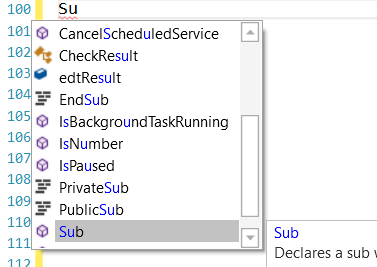 100 Su
101 CancelScheduledService
102 CheckResult
103 edtResult
104 EndSub
105 IsBackgroundTaskRunning
106 IsNumber
107 IsPaused
108 PrivateSub
109 PublicSub
110 Sub
111
Sub
Declares a sub